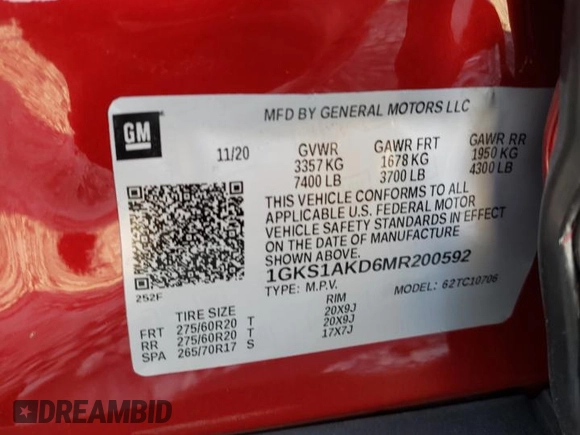 MFD BY GENERAL MOTORS LLC
GM
11/20 GVWR GAWR FRT GAWR RR
3357 KG 1678 KG 1950 KG
7400 LB 3700 LB 4300 LB
THIS VEHICLE CONFORMS TO ALL
APPLICABLE U.S. FEDERAL MOTOR
VEHICLE SAFETY STANDARDS IN EFFECT
ON THE DATE OF MANUFACTURE
SHOWN ABOVE.
1GKS1AKD6MR200592
252F
TYPE: M.P.V. MODEL: 62TC10706
TIRE SIZE RIM
FRT 275/60R20 T 20X9J
RR 275/60R20 T 20X9J
SPA 265/70R17 S 17X7J
DREAMBID